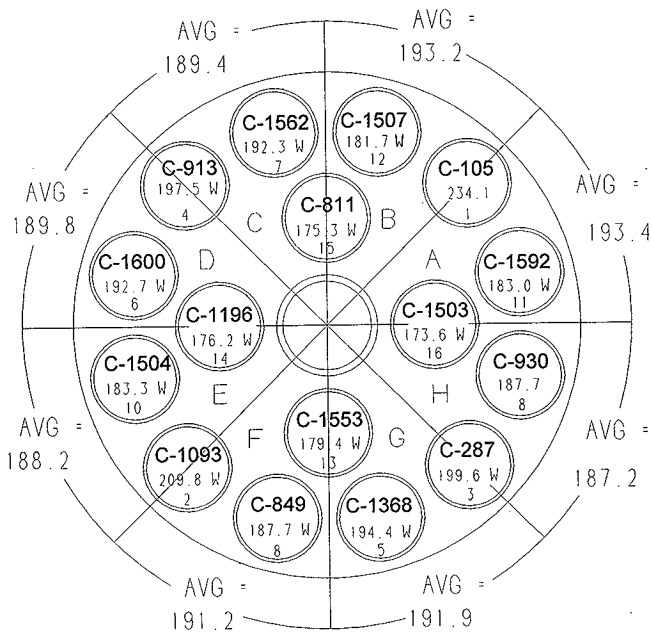 AVG =
189.4
AVG =
193.2
C-1562
192.3 W
7
C-1507
181.7 W
12
C-913
197.5 W
4
C-105
234.1
1
AVG =
189.8
AVG =
193.4
C-811
175.3 W
15
C
B
D
A
C-1600
192.7 W
6
C-1592
183.0 W
11
C-1196
176.2 W
14
C-1503
173.6 W
16
C-1504
183.3 W
10
C-930
187.7
8
E
H
AVG =
188.2
AVG =
187.2
C-1553
179.4 W
13
F
G
C-1093
209.8 W
2
C-287
199.6 W
3
C-849
187.7 W
8
C-1368
194.4 W
5
AVG =
191.2
AVG =
191.9